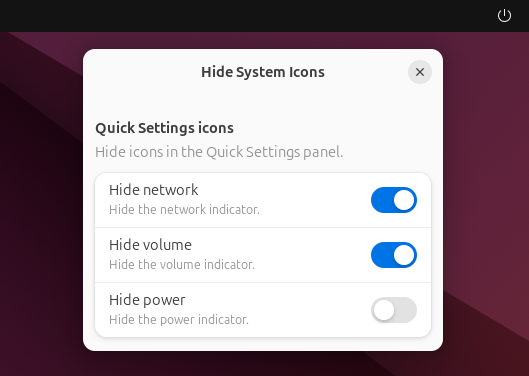 Hide System Icons
Quick Settings icons
Hide icons in the Quick Settings panel.
Hide network
Hide the network indicator.
Hide volume
Hide the volume indicator.
Hide power
Hide the power indicator.